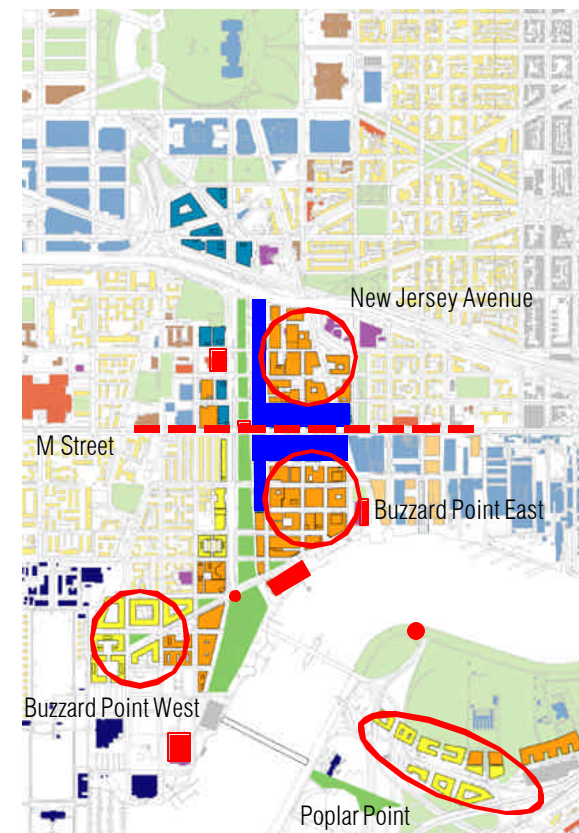 New Jersey Avenue
M Street
Buzzard Point East
Buzzard Point West
Poplar Point